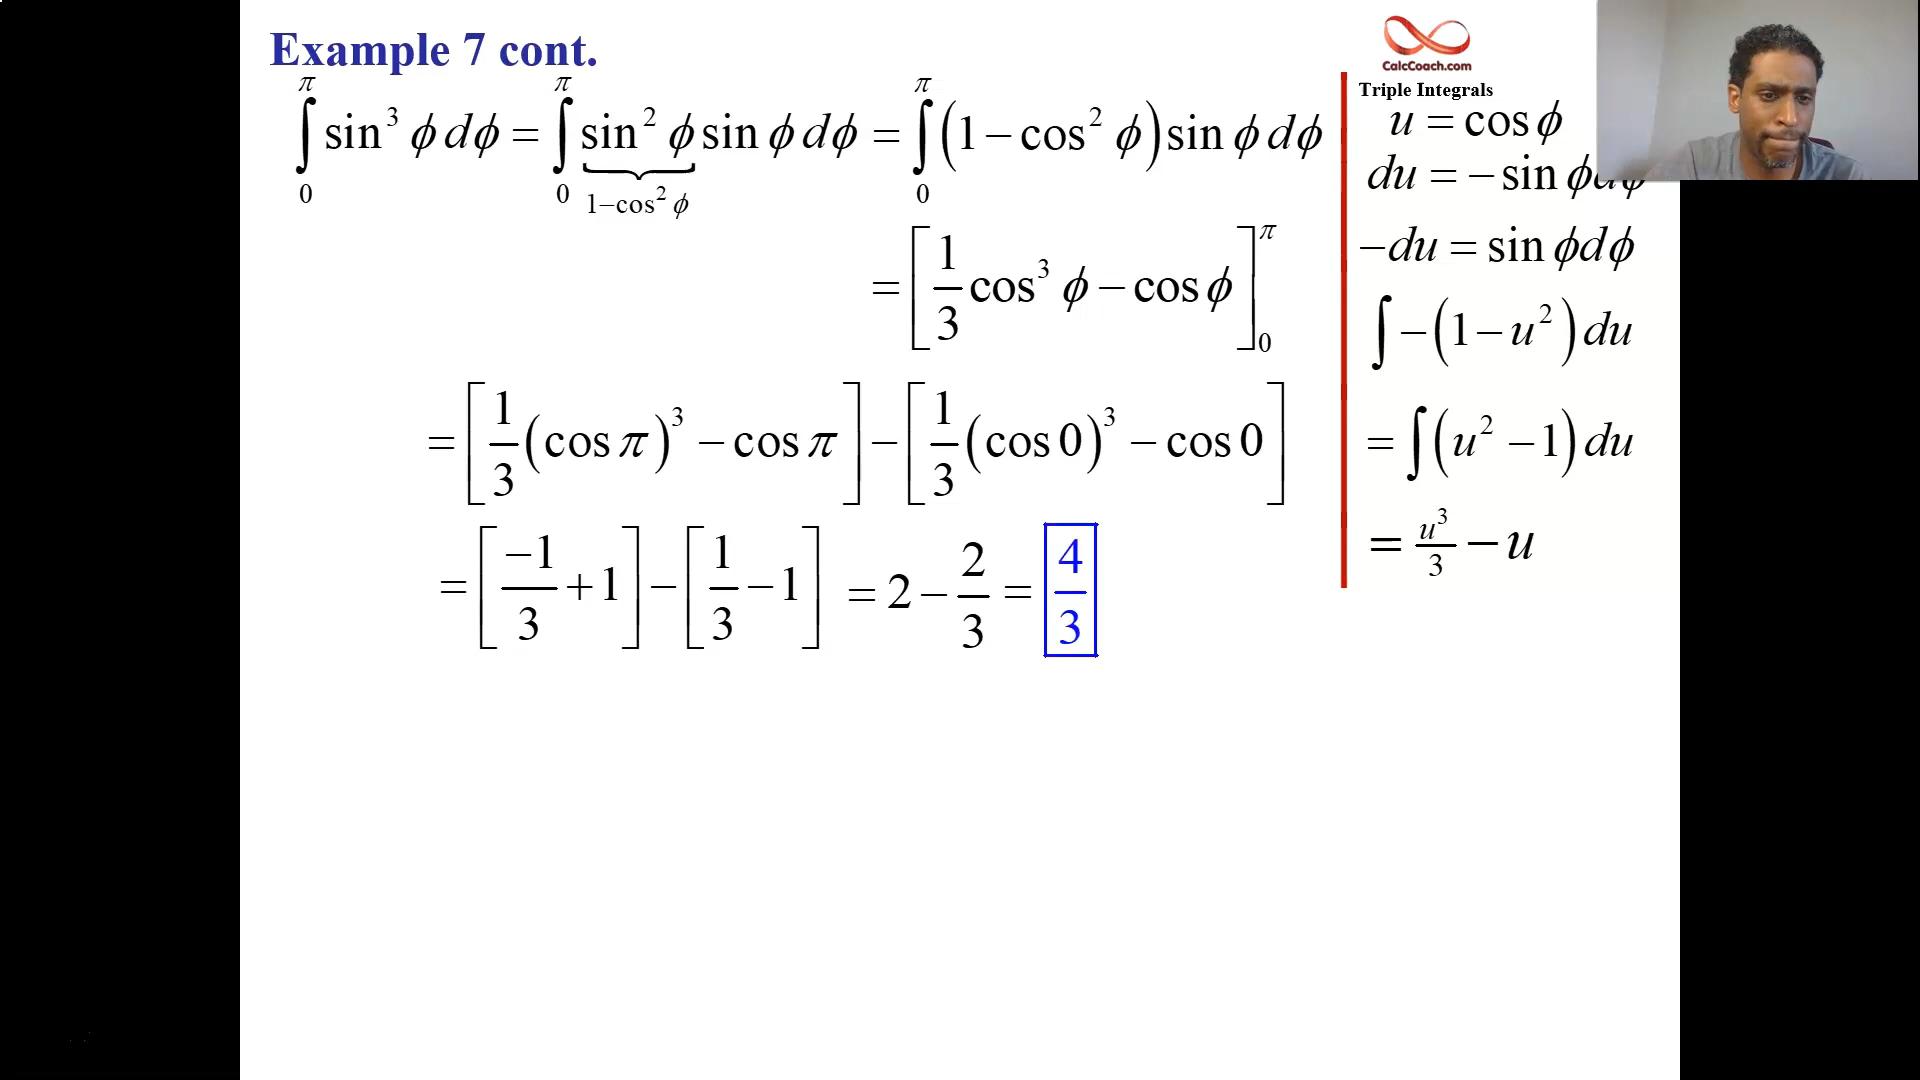 Example 7 cont.
∫₀^π sin³ ϕ dϕ = ∫₀^π sin² ϕ sin ϕ dϕ = ∫₀^π (1 − cos² ϕ) sin ϕ dϕ
1−cos² ϕ
= [1/3 cos³ ϕ − cos ϕ]₀^π
= [1/3 (cos π)³ − cos π] − [1/3 (cos 0)³ − cos 0]
= [−1/3 + 1] − [1/3 − 1] = 2 − 2/3 = 4/3
CalcCoach.com
Triple Integrals
u = cos ϕ
du = − sin ϕdϕ
−du = sin ϕdϕ
∫ −(1 − u²) du
= ∫ (u² − 1) du
= u³/3 − u